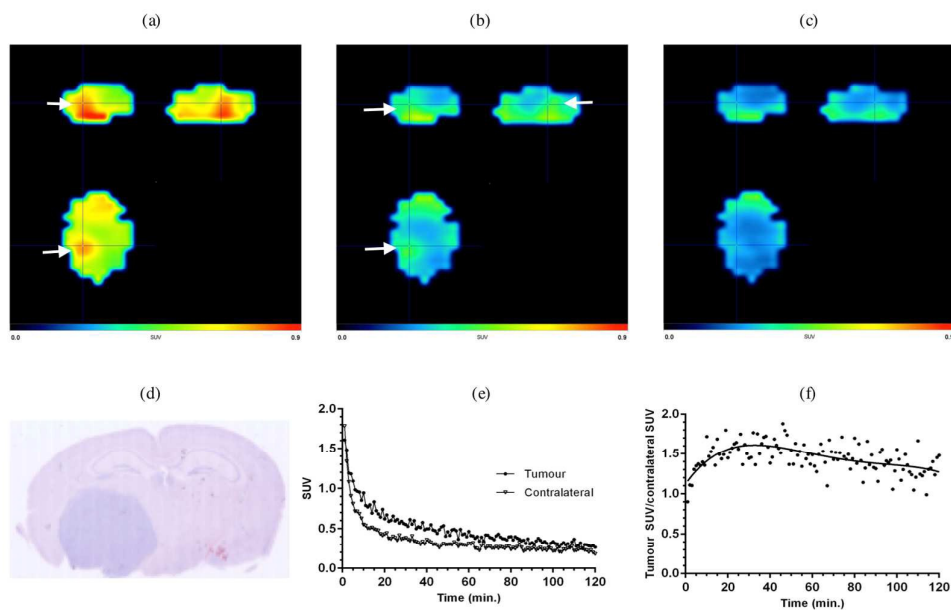 (a)
(b)
(c)
0.0 SUV 0.9
0.0 SUV 0.9
0.0 SUV
(d)
(e)
(f)
2.0
1.5
1.0
0.5
0.0
SUV
Tumour
Contralateral
0 20 40 60 80 100 120
Time (min.)
2.0
1.5
1.0
0.5
0.0
Tumour SUV/contralateral SUV
0 20 40 60 80 100 120
Time (min.)